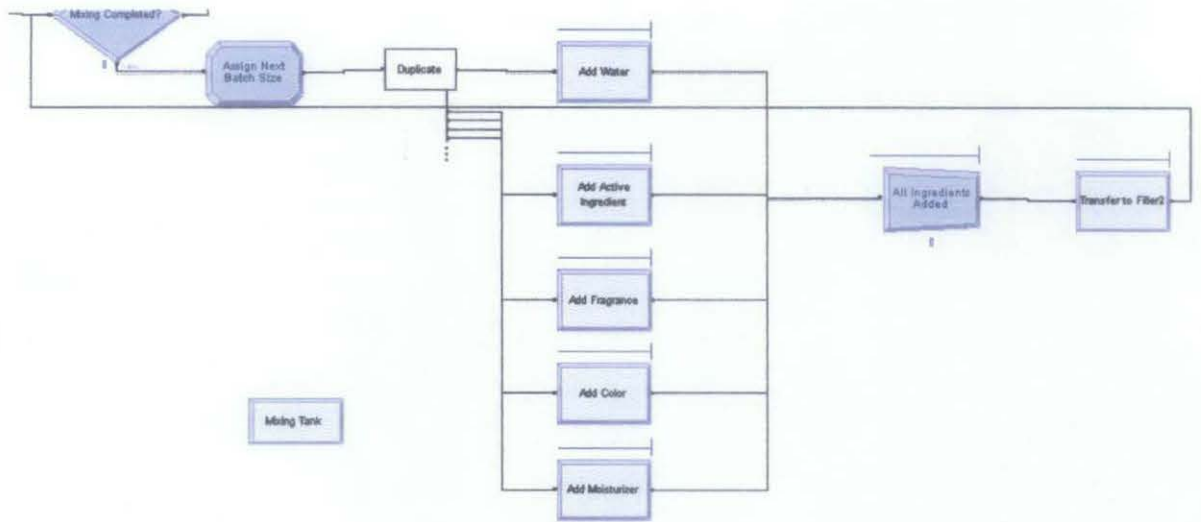 Mixing Completed?
Assign Next
Batch Size
Duplicate
Add Water
Add Active
Ingredient
All Ingredients
Added
Transfer to Filler2
Add Fragrance
Add Color
Mixing Tank
Add Moisturizer